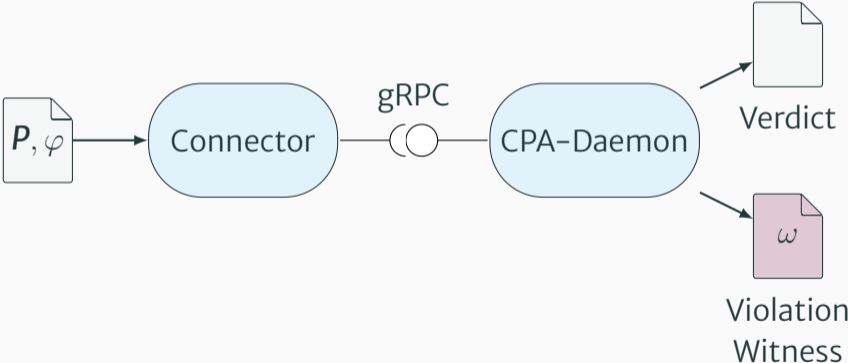 P, φ
Connector
gRPC
CPA-Daemon
Verdict
ω
Violation
Witness